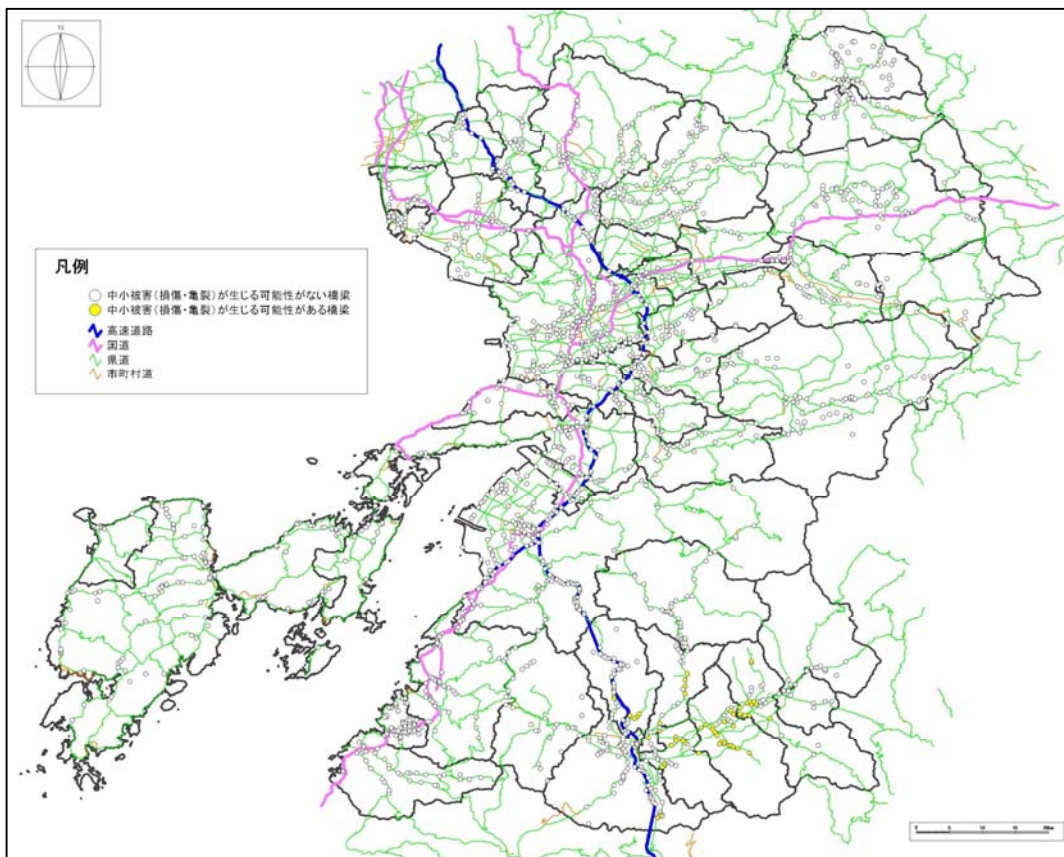 N
凡例
中小被害(損傷・亀裂)が生じる可能性がない橋梁
中小被害(損傷・亀裂)が生じる可能性がある橋梁
高速道路
国道
県道
市町村道